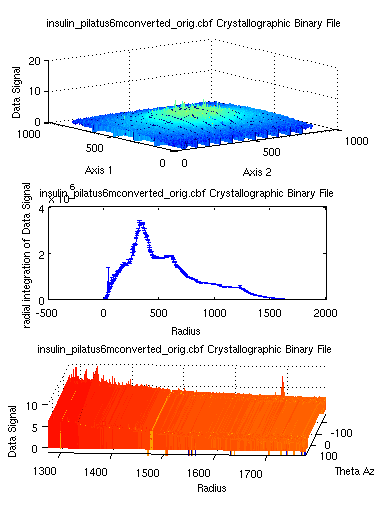 insulin_pilatus6mconverted_orig.cbf Crystallographic Binary File
20
10
0
Data Signal
1000
500
0
Axis 1
0
500
1000
Axis 2
insulin_pilatus6mconverted_orig.cbf Crystallographic Binary File
x 10^-6
4
2
0
radial integration of Data Signal
-500 0 500 1000 1500 2000
Radius
insulin_pilatus6mconverted_orig.cbf Crystallographic Binary File
10
5
0
Data Signal
1300 1400 1500 1600 1700
Radius
-100
0
100
Theta Az